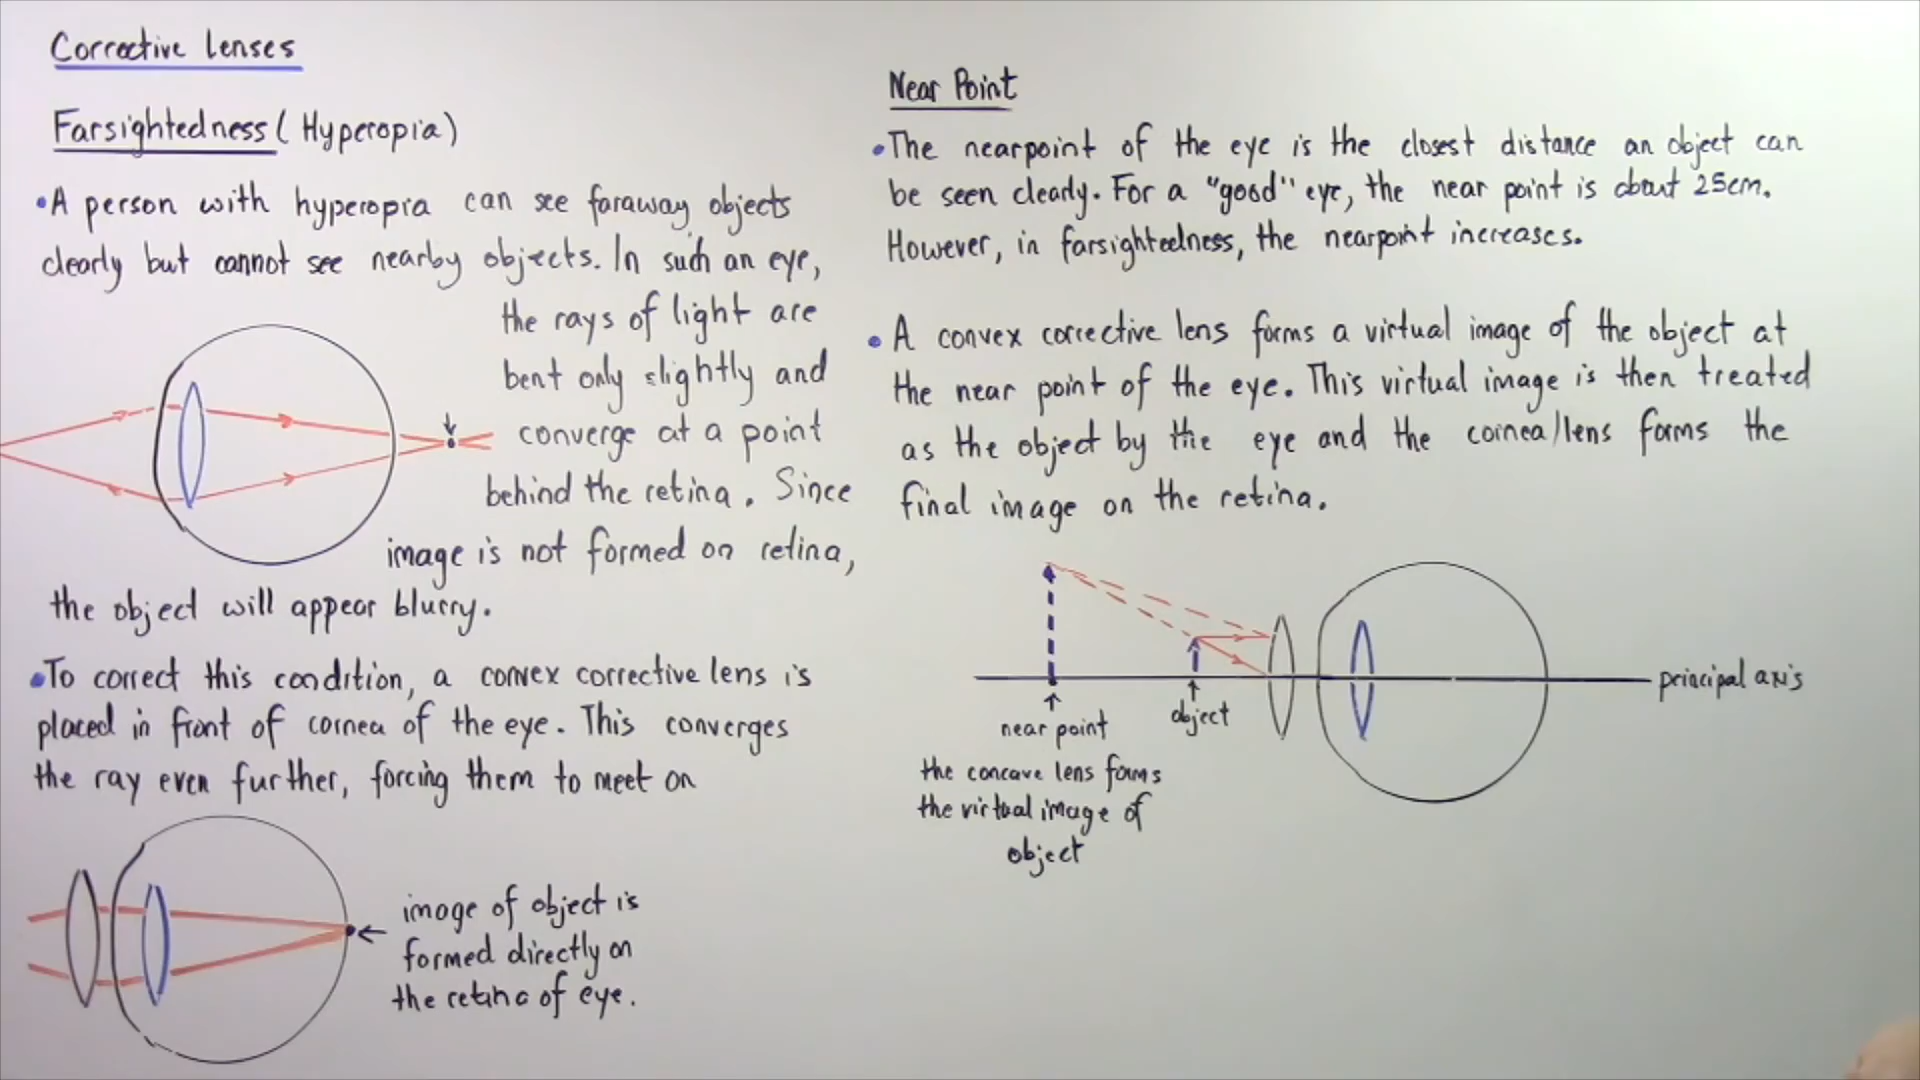 Corrective lenses
Farsightedness (Hyperopia)
• A person with hyperopia can see faraway objects
clearly but cannot see nearby objects. In such an eye,
the rays of light are
bent only slightly and
converge at a point
behind the retina. Since
image is not formed on retina,
the object will appear blurry.
• To correct this condition, a convex corrective lens is
placed in front of cornea of the eye. This converges
the ray even further, forcing them to meet on
image of object is
formed directly on
the retina of eye.
Near Point
• The nearpoint of the eye is the closest distance an object can
be seen clearly. For a "good" eye, the near point is about 25cm.
However, in farsightedness, the nearpoint increases.
• A convex corrective lens forms a virtual image of the object at
the near point of the eye. This virtual image is then treated
as the object by the eye and the cornea/lens forms the
final image on the retina.
principal axis
object
near point
the concave lens forms
the virtual image of
object